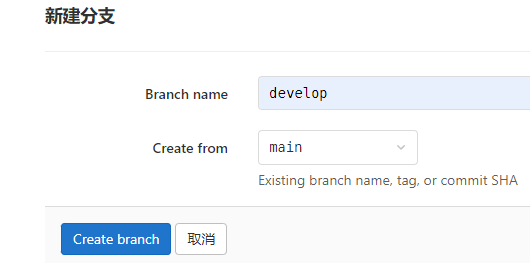 新建分支
Branch name develop
Create from main
Existing branch name, tag, or commit SHA
Create branch 取消